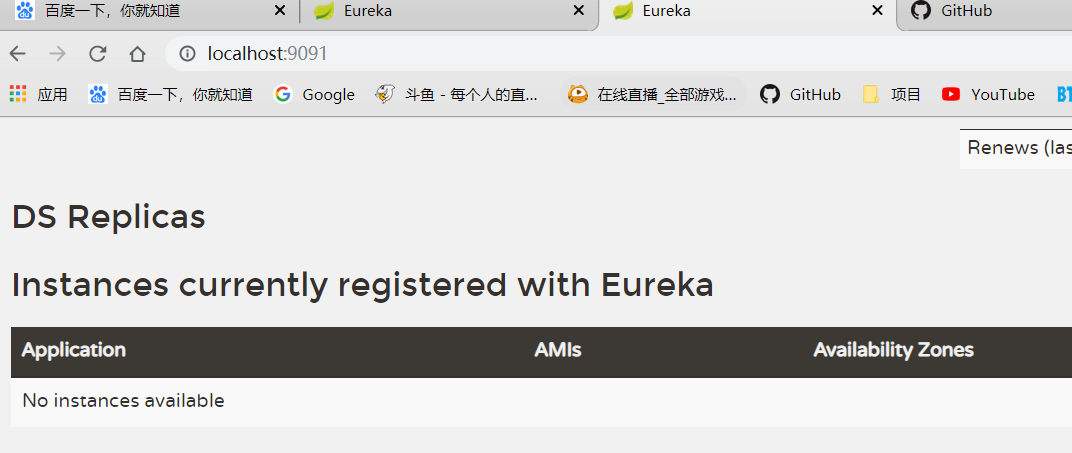 百度一下，你就知道 Eureka Eureka GitHub
localhost:9091
应用 百度一下，你就知道 Google 斗鱼 - 每个人的直... 在线直播_全部游戏... GitHub 项目 YouTube
Renews (las
DS Replicas
Instances currently registered with Eureka
Application AMIs Availability Zones
No instances available